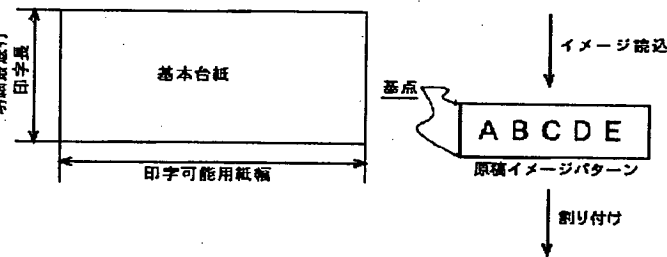 印字長
基本台紙
印字可能用紙幅
イメージ読込
基点
ABCDE
原稿イメージパターン
割り付け